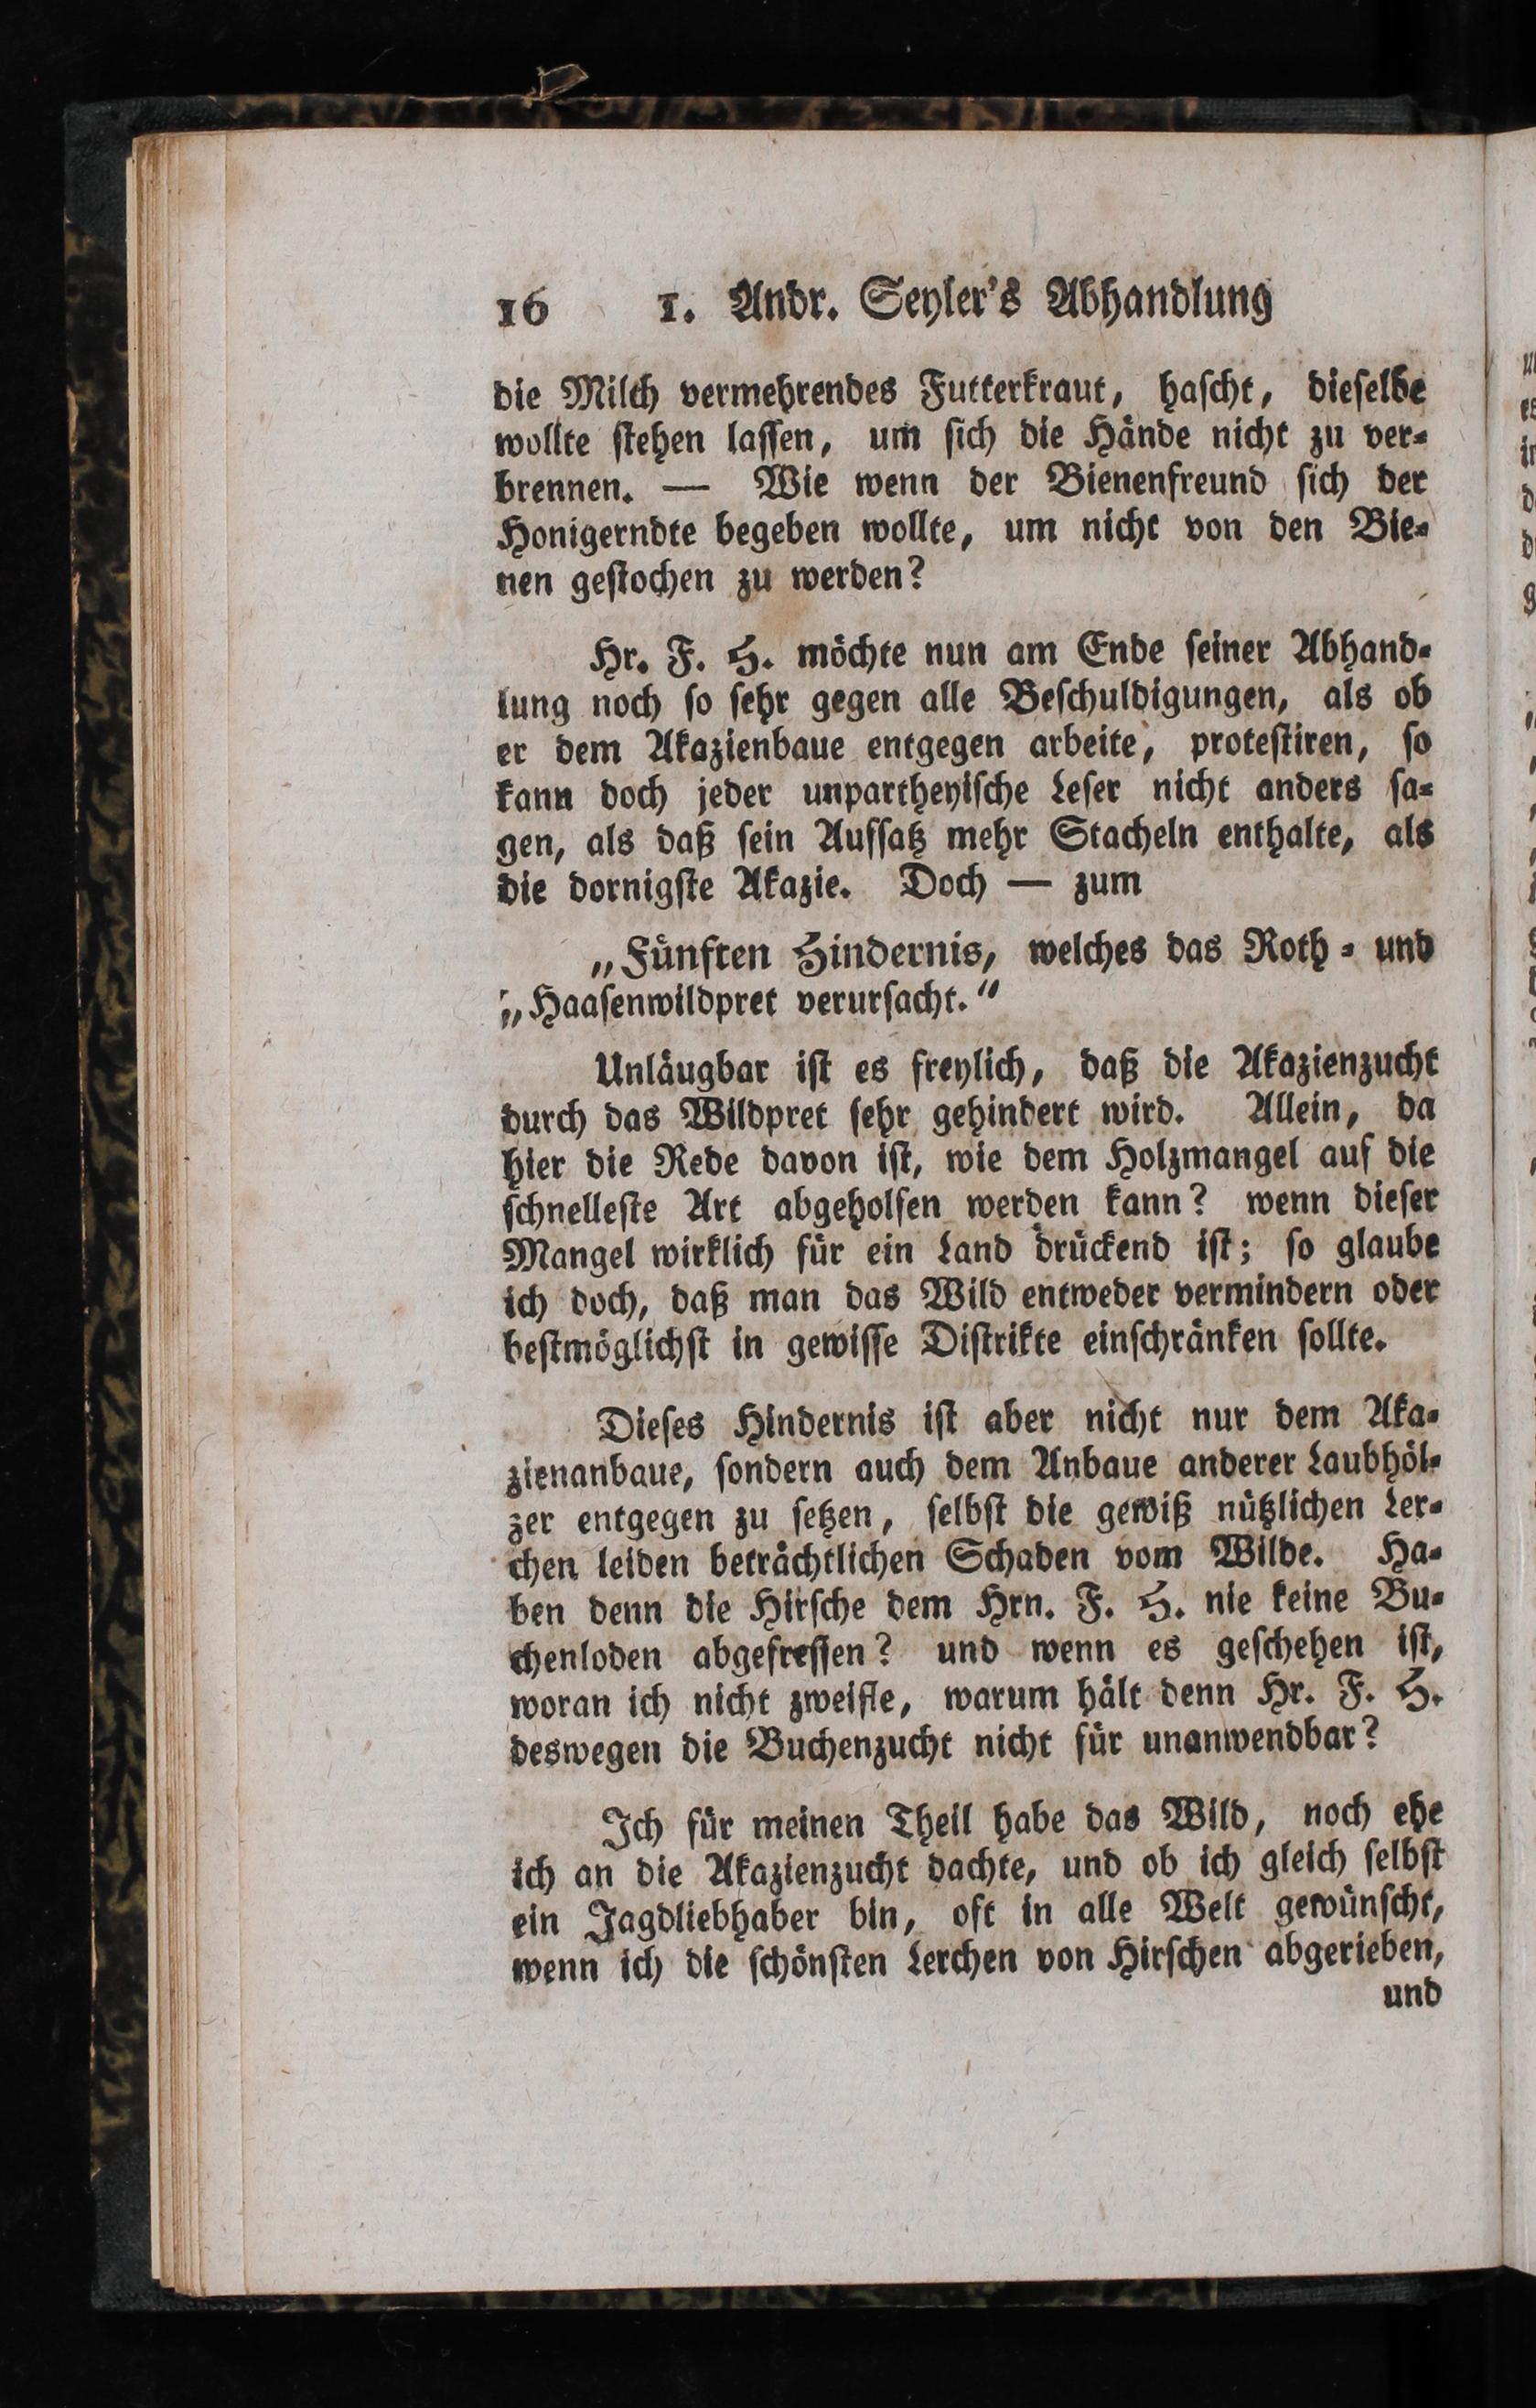 16 1. Andr. Seyler's Abhandlung
die Milch vermehrendes Futterkraut, haſcht, dieſelbe
wollte ſtehen laſſen, um ſich die Hände nicht zu ver-
brennen. — Wie wenn der Bienenfreund ſich der
Honigerndte begeben wollte, um nicht von den Bie-
nen geſtochen zu werden?
Hr. F. H. möchte nun am Ende ſeiner Abhand-
lung noch ſo ſehr gegen alle Beſchuldigungen, als ob
er dem Akazienbaue entgegen arbeite, proteſtiren, ſo
kann doch jeder unpartheyiſche Leſer nicht anders ſa-
gen, als daß ſein Aufſatz mehr Stacheln enthalte, als
die dornigſte Akazie. Doch — zum
„Fünften Hindernis, welches das Roth- und
„Haaſenwildpret verurſacht.“
Unläugbar iſt es freylich, daß die Akazienzucht
durch das Wildpret ſehr gehindert wird. Allein, da
hier die Rede davon iſt, wie dem Holzmangel auf die
ſchnelleſte Art abgeholfen werden kann? wenn dieſer
Mangel wirklich für ein Land drückend iſt; ſo glaube
ich doch, daß man das Wild entweder vermindern oder
beſtmöglichſt in gewiſſe Diſtrikte einſchränken ſollte.
Dieſes Hindernis iſt aber nicht nur dem Aka-
zienanbaue, ſondern auch dem Anbaue anderer Laubhöl-
zer entgegen zu ſetzen, ſelbſt die gewiß nützlichen Ler-
chen leiden beträchtlichen Schaden vom Wilde. Ha-
ben denn die Hirſche dem Hrn. F. H. nie keine Bu-
chenloden abgefreſſen? und wenn es geſchehen iſt,
woran ich nicht zweifle, warum hält denn Hr. F. H.
deswegen die Buchenzucht nicht für unanwendbar?
Ich für meinen Theil habe das Wild, noch ehe
ich an die Akazienzucht dachte, und ob ich gleich ſelbſt
ein Jagdliebhaber bin, oft in alle Welt gewünſcht,
wenn ich die ſchönſten Lerchen von Hirſchen abgerieben,
und